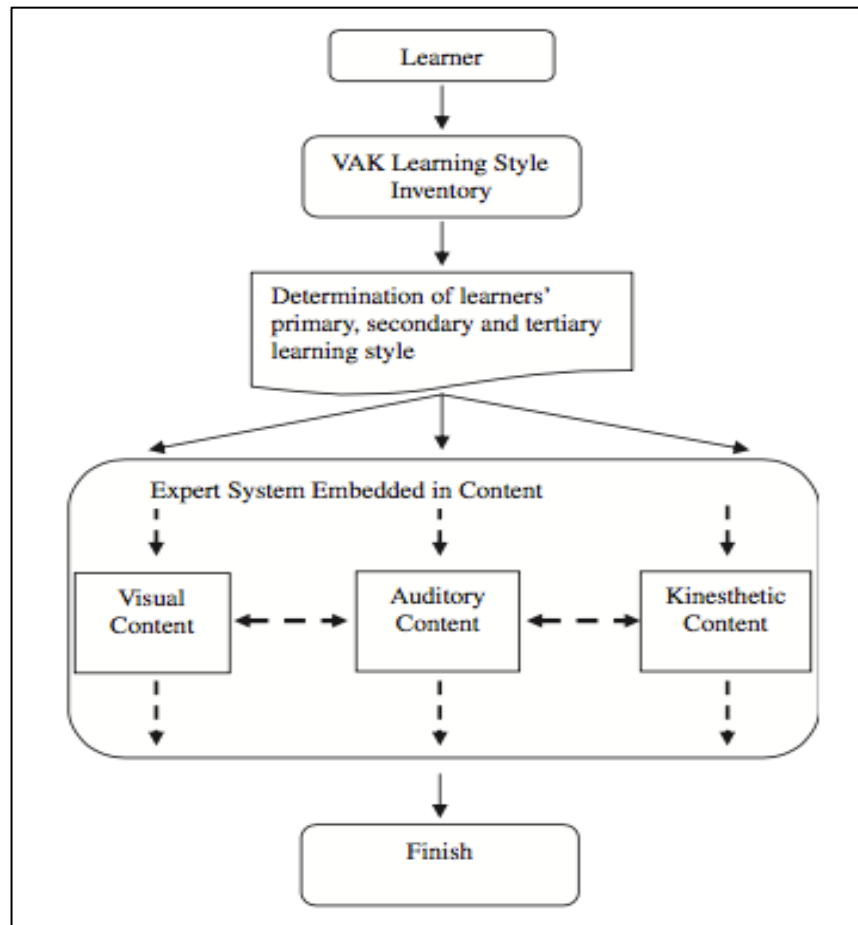 Learner
VAK Learning Style
Inventory
Determination of learners’
primary, secondary and tertiary
learning style
Expert System Embedded in Content
Visual
Content
Auditory
Content
Kinesthetic
Content
Finish